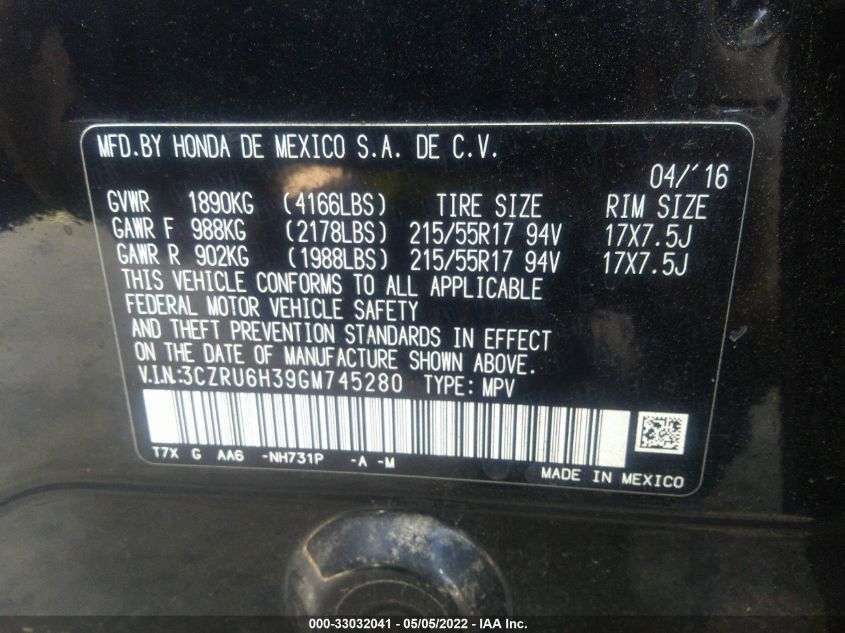 MFD.BY HONDA DE MEXICO S.A. DE C.V.
04/'16
GVWR 1890KG (4166LBS) TIRE SIZE RIM SIZE
GAWR F 988KG (2178LBS) 215/55R17 94V 17X7.5J
GAWR R 902KG (1988LBS) 215/55R17 94V 17X7.5J
THIS VEHICLE CONFORMS TO ALL APPLICABLE
FEDERAL MOTOR VEHICLE SAFETY
AND THEFT PREVENTION STANDARDS IN EFFECT
ON THE DATE OF MANUFACTURE SHOWN ABOVE.
V.I.N:3CZRU6H39GM745280 TYPE: MPV
T7X G AA6 -NH731P -A -M
MADE IN MEXICO
000-33032041 - 05/05/2022 - IAA Inc.